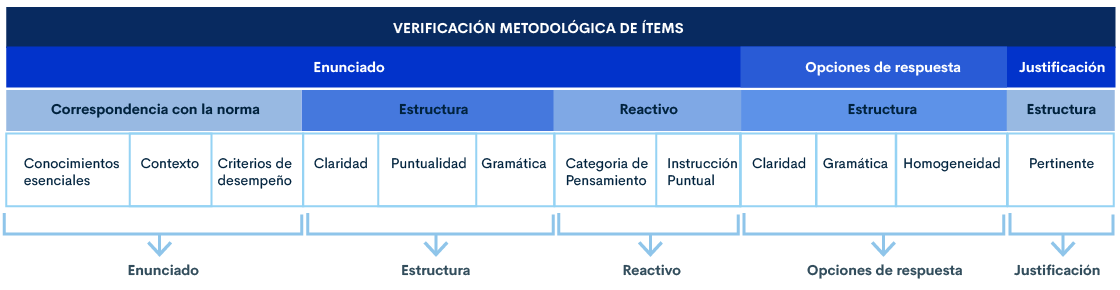 VERIFICACIÓN METODOLÓGICA DE ÍTEMS
Enunciado
Opciones de respuesta
Justificación
Correspondencia con la norma
Estructura
Reactivo
Estructura
Estructura
Conocimientos
esenciales
Contexto
Criterios de
desempeño
Claridad
Puntualidad
Gramática
Categoria de
Pensamiento
Instrucción
Puntual
Claridad
Gramática
Homogeneidad
Pertinente
Enunciado
Estructura
Reactivo
Opciones de respuesta
Justificación